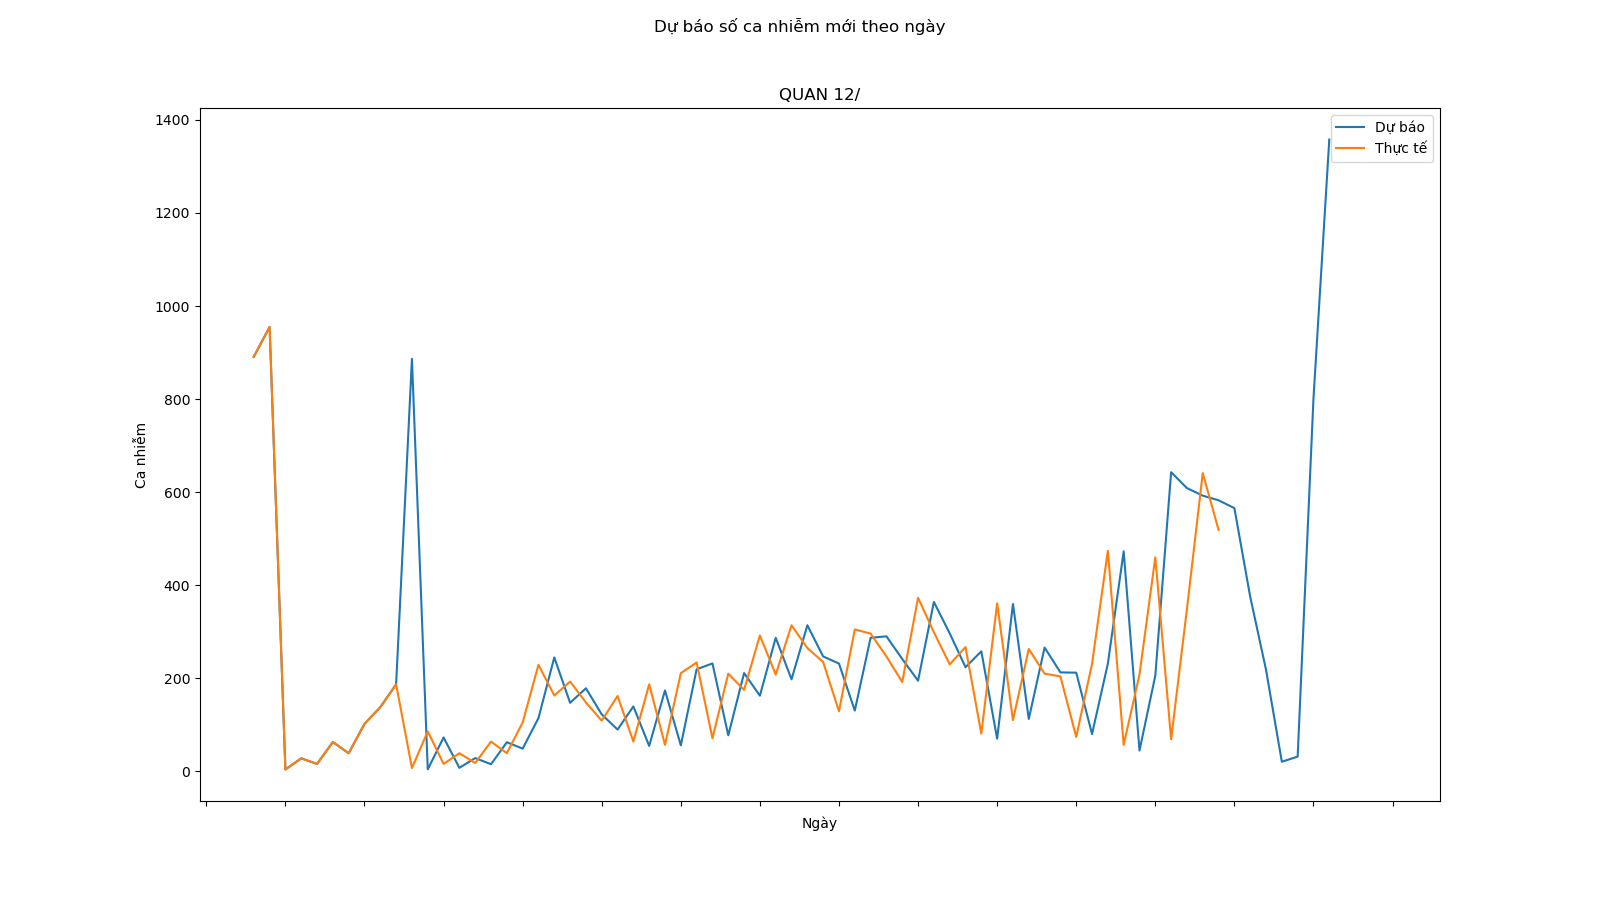 Dự báo số ca nhiễm mới theo ngày
QUAN 12/
1400
1200
1000
800
600
400
200
0
Ca nhiễm
Dự báo
Thực tế
Ngày